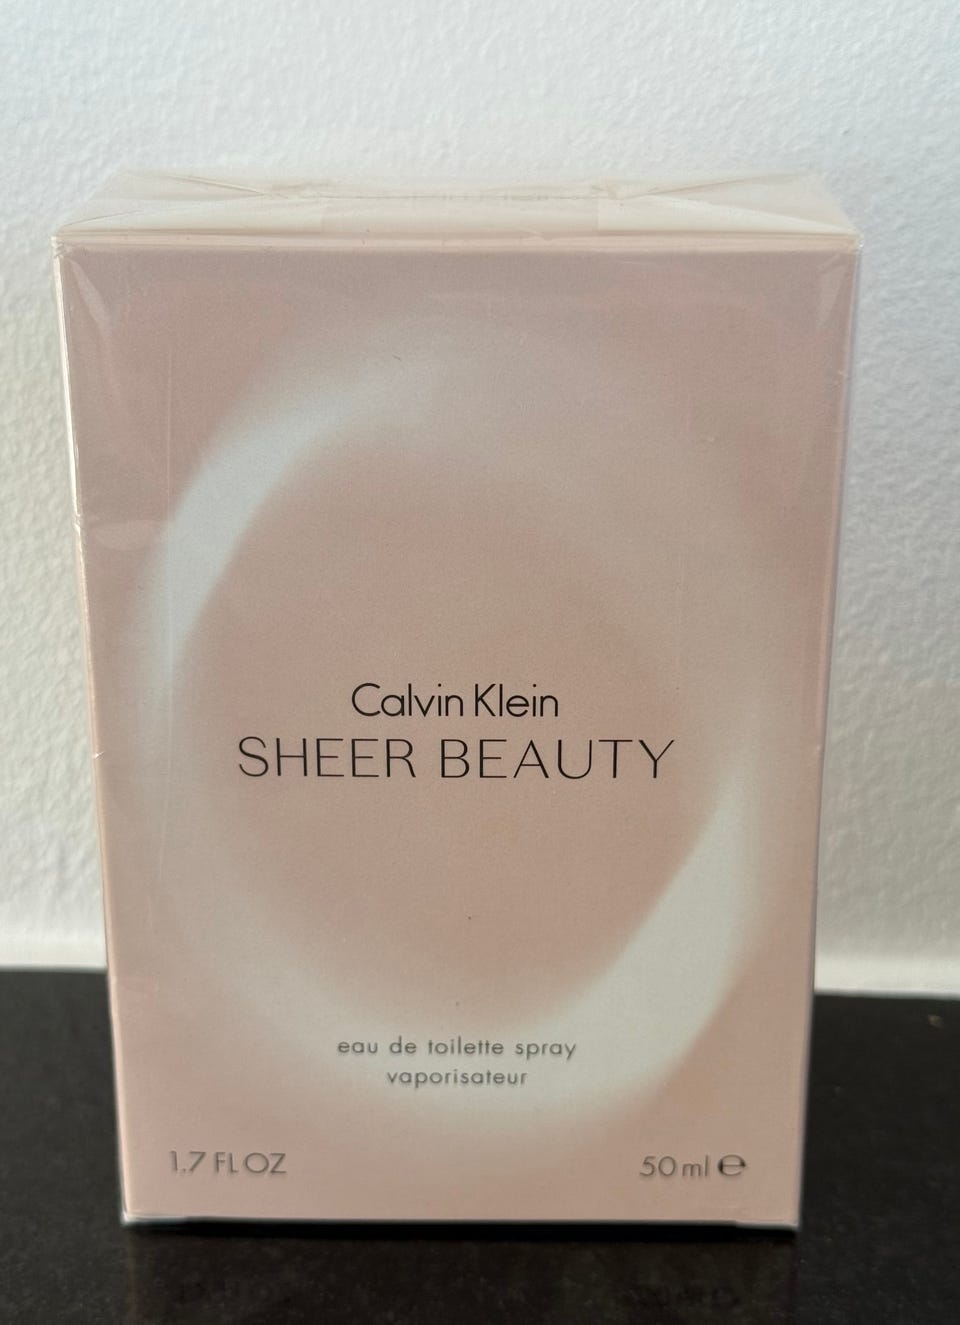 Calvin Klein
SHEER BEAUTY
eau de toilette spray
vaporisateur
1.7 FL OZ
50 ml ℮